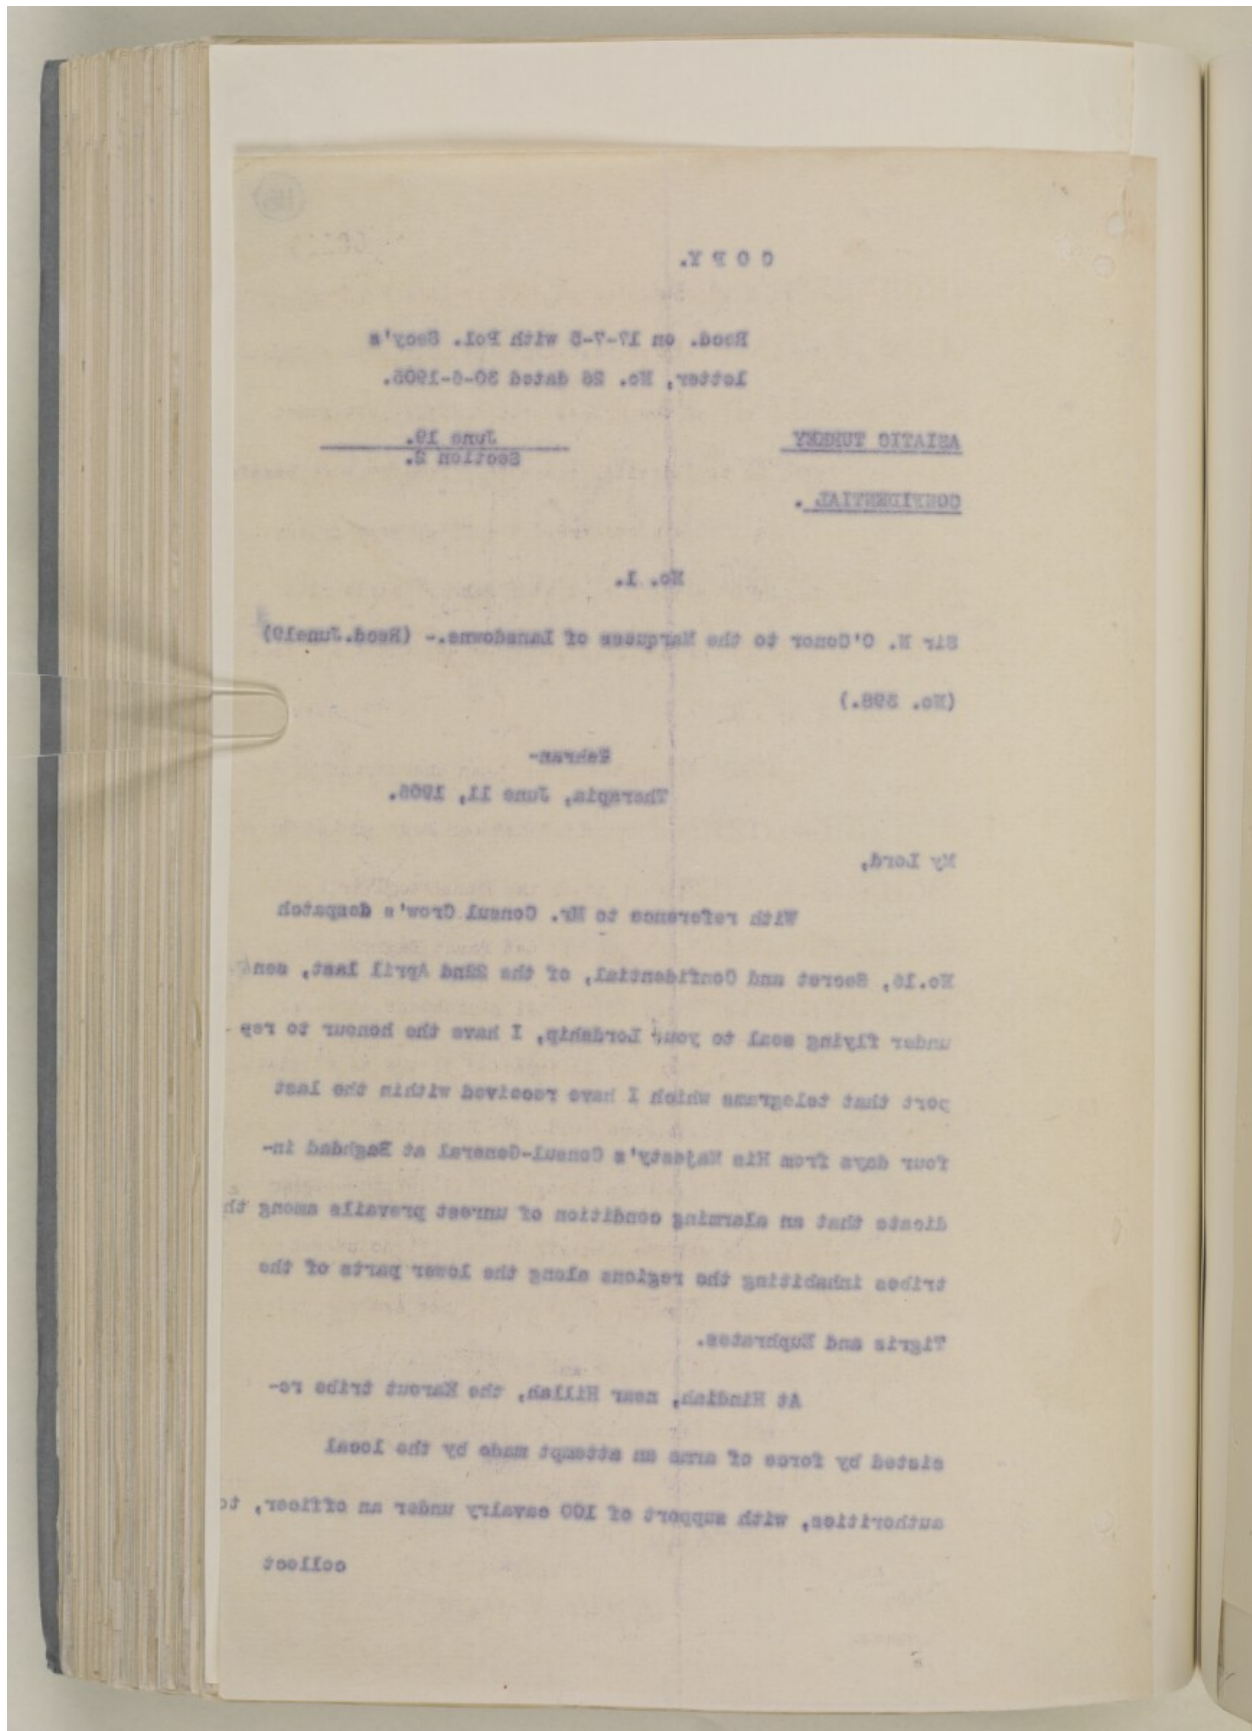 C O P Y.
Recd. on 17-7-5 with Pol. Secy's
letter, No. 26 dated 30-6-1905.
ASIATIC TURKEY
June 19.
Section 2.
CONFIDENTIAL.
No. 1.
Sir N. O'Conor to the Marquess of Lansdowne.- (Recd.June19)
(No. 398.)
Tehran-
Therapia, June 11, 1905.
My Lord,
With reference to Mr. Consul Crow's despatch
No.16, Secret and Confidential, of the 22nd April last, sent
under flying seal to your Lordship, I have the honour to rep-
port that telegrams which I have received within the last
four days from His Majesty's Consul-General at Baghdad in-
dicate that an alarming condition of unrest prevails among the
tribes inhabiting the regions along the lower parts of the
Tigris and Euphrates.
At Hindiah, near Hillah, the Karout tribe re-
sisted by force of arms an attempt made by the local
authorities, with support of 100 cavalry under an officer, to
collect